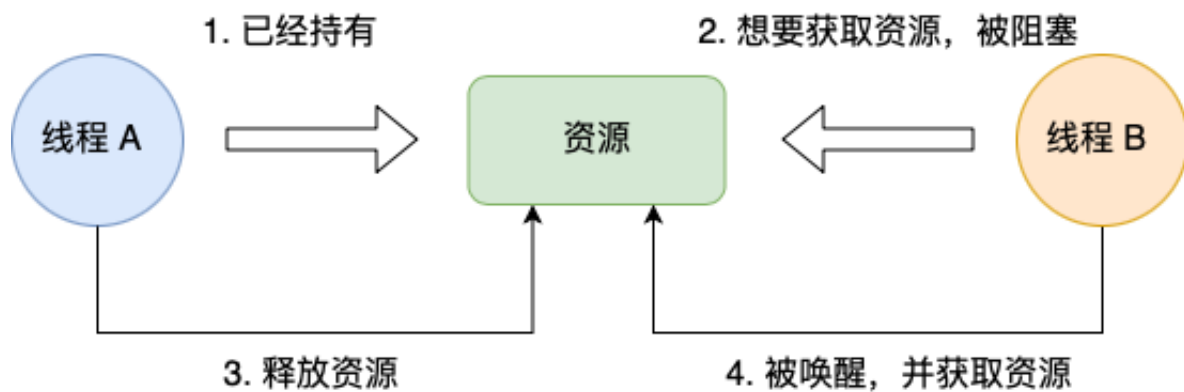 1. 已经持有
2. 想要获取资源，被阻塞
线程 A
资源
线程 B
3. 释放资源
4. 被唤醒，并获取资源